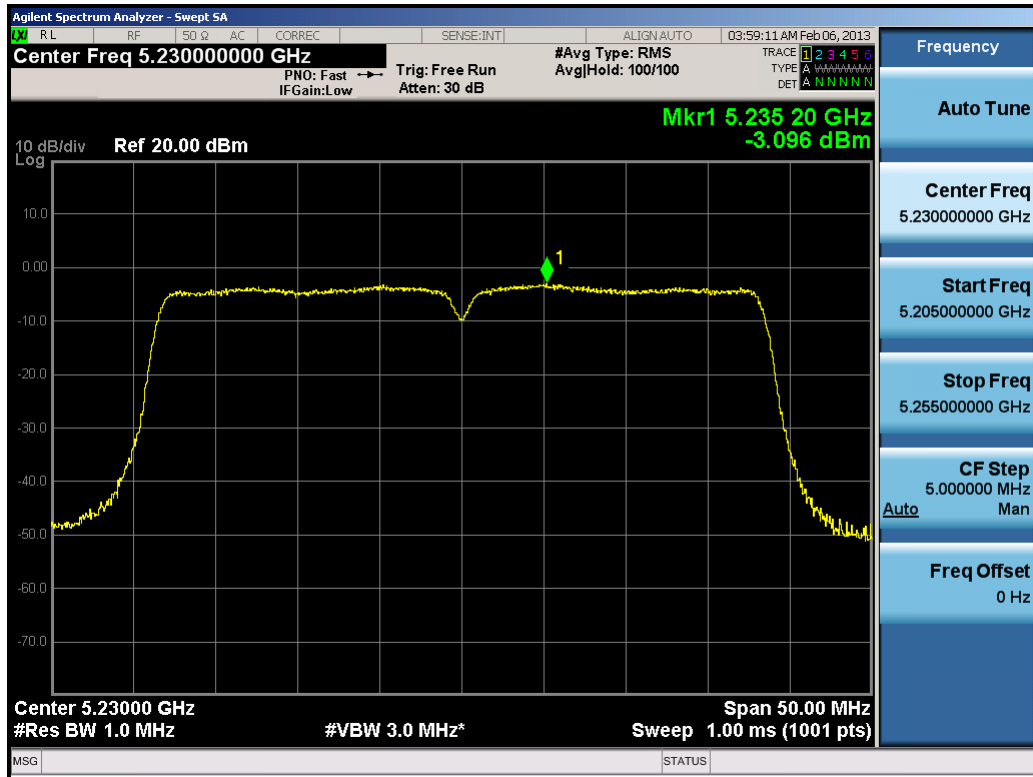 Agilent Spectrum Analyzer - Swept SA
LXI RL RF 50 Ω AC CORREC SENSE:INT ALIGN AUTO 03:59:11 AM Feb 06, 2013
Center Freq 5.230000000 GHz
PNO: Fast
IFGain:Low
Trig: Free Run
Atten: 30 dB
#Avg Type: RMS
Avg|Hold: 100/100
TRACE 1 2 3 4 5 6
TYPE A WWWWW
DET A N N N N N
Mkr1 5.235 20 GHz
-3.096 dBm
10 dB/div Ref 20.00 dBm
Log
10.0
0.00
-10.0
-20.0
-30.0
-40.0
-50.0
-60.0
-70.0
1
Center 5.23000 GHz Span 50.00 MHz
#Res BW 1.0 MHz #VBW 3.0 MHz* Sweep 1.00 ms (1001 pts)
MSG STATUS
Frequency
Auto Tune
Center Freq
5.230000000 GHz
Start Freq
5.205000000 GHz
Stop Freq
5.255000000 GHz
CF Step
5.000000 MHz
Auto Man
Freq Offset
0 Hz